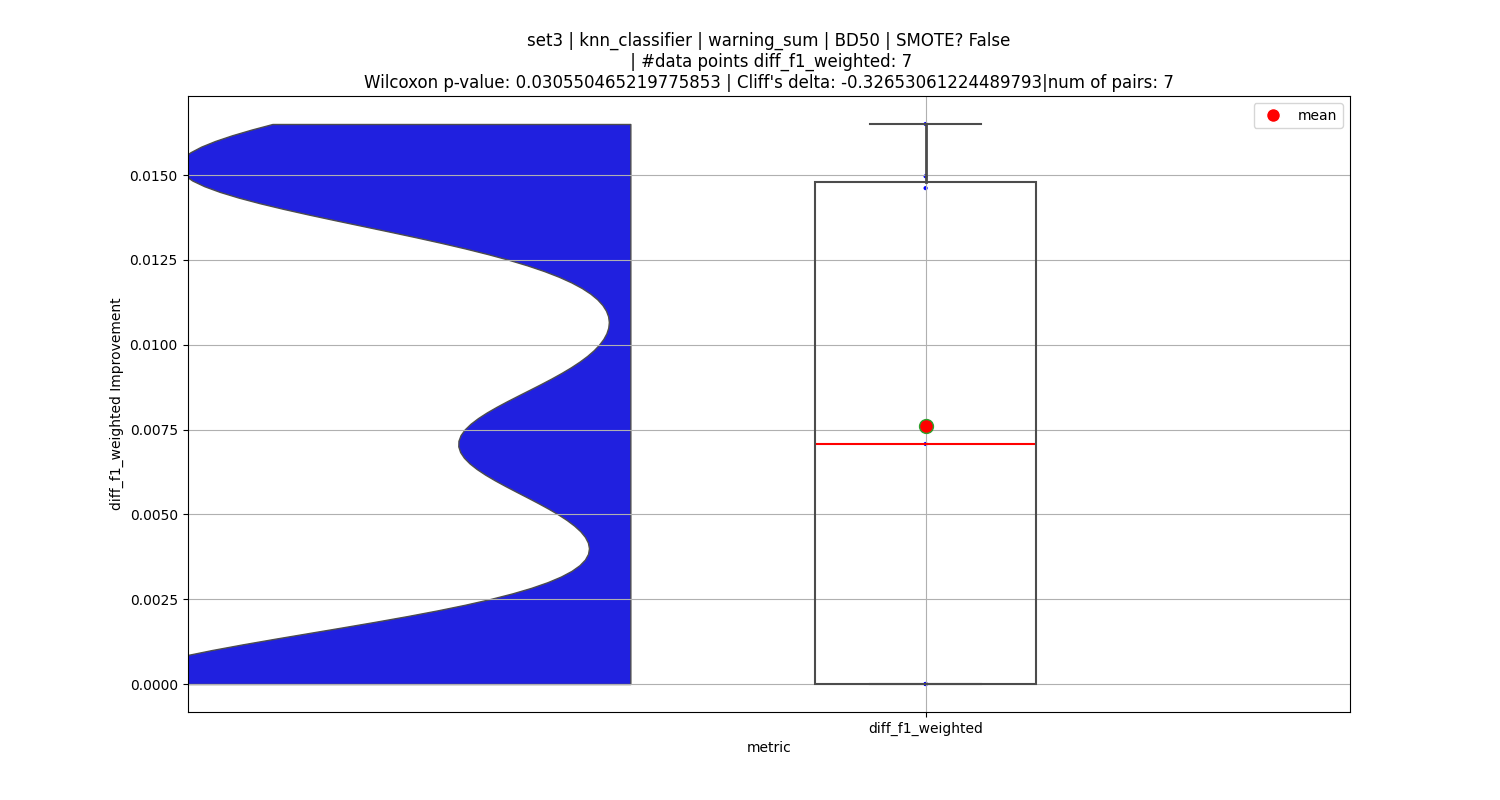 set3 | knn_classifier | warning_sum | BD50 | SMOTE? False
| #data points diff_f1_weighted: 7
Wilcoxon p-value: 0.030550465219775853 | Cliff's delta: -0.32653061224489793|num of pairs: 7
mean
0.0150
0.0125
0.0100
0.0075
0.0050
0.0025
0.0000
diff_f1_weighted Improvement
diff_f1_weighted
metric